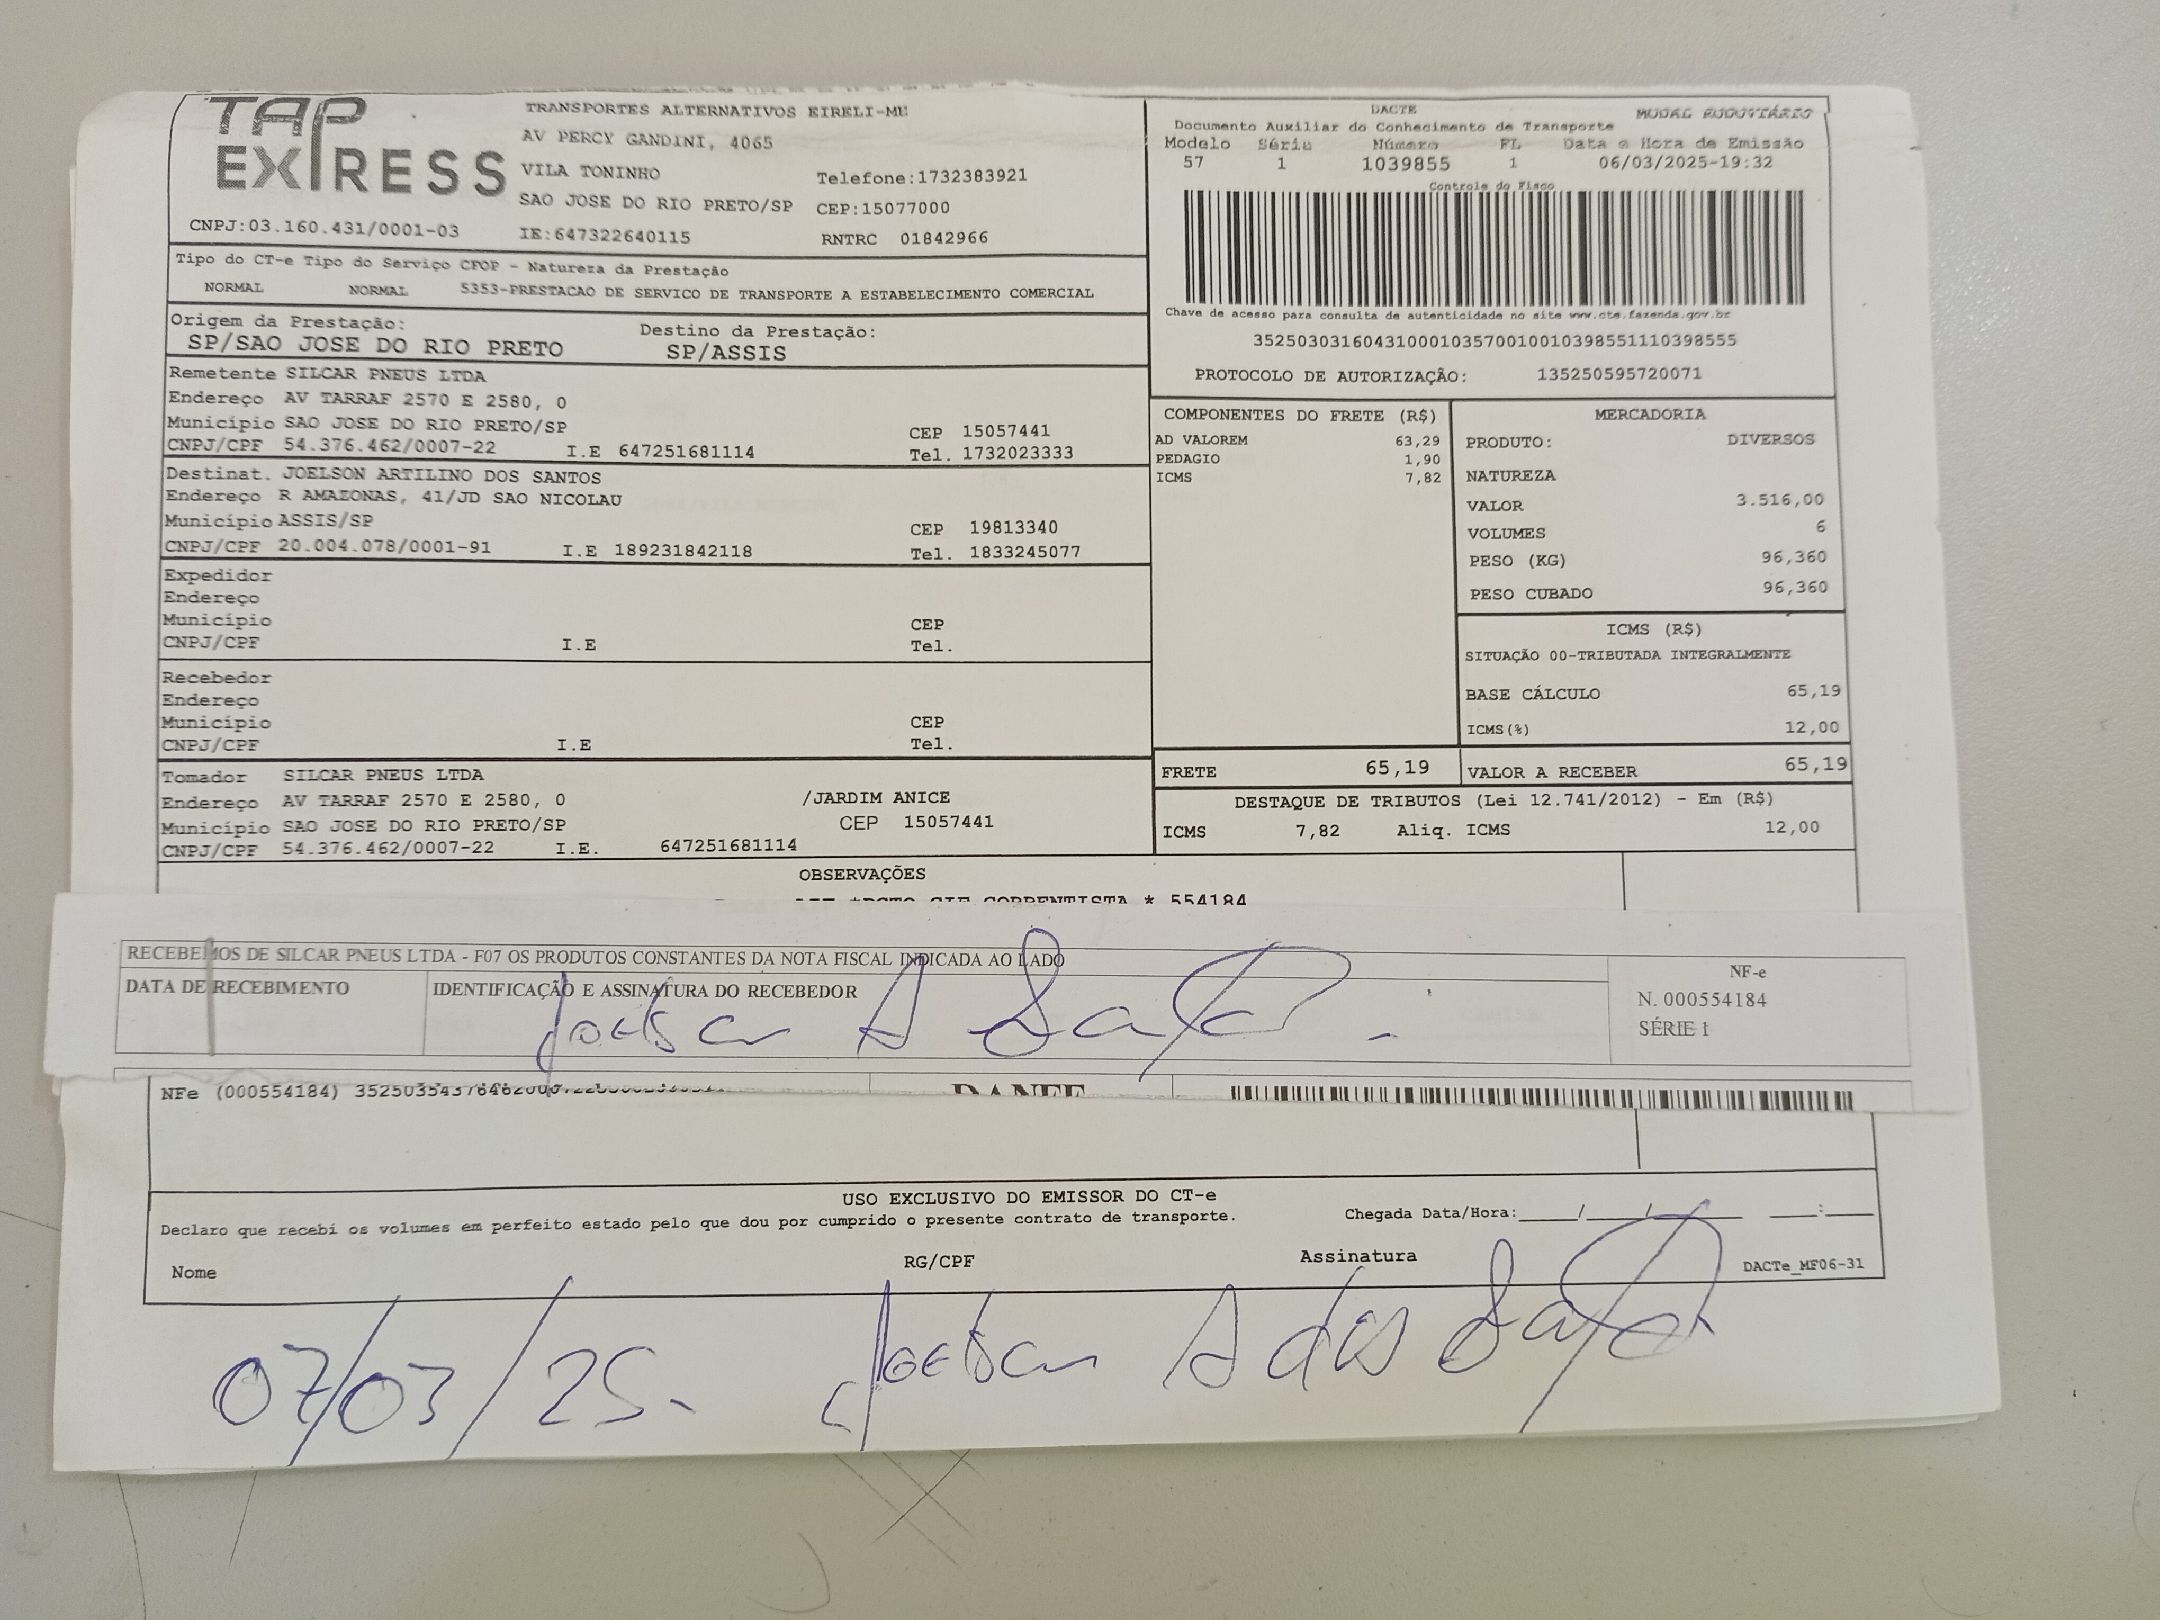 TAP EXPRESS
TRANSPORTES ALTERNATIVOS EIRELI-ME
AV PERCY GANDINI, 4065
VILA TONINHO Telefone:1732383921
SAO JOSE DO RIO PRETO/SP CEP:15077000
CNPJ:03.160.431/0001-03 IE:647322640115 RNTRC 01842966
DACTE MODAL RODOVIÁRIO
Documento Auxiliar do Conhecimento de Transporte
Modelo Série Número FL Data e Hora de Emissão
57 1 1039855 1 06/03/2025-19:32
Controle do Fisco
Chave de acesso para consulta de autenticidade no site www.cte.fazenda.gov.br
35250303160431000103570010010398551110398555
PROTOCOLO DE AUTORIZAÇÃO: 135250595720071
Tipo do CT-e Tipo do Serviço CFOP - Natureza da Prestação
NORMAL NORMAL 5353-PRESTACAO DE SERVICO DE TRANSPORTE A ESTABELECIMENTO COMERCIAL
Origem da Prestação: Destino da Prestação:
SP/SAO JOSE DO RIO PRETO SP/ASSIS
Remetente SILCAR PNEUS LTDA
Endereço AV TARRAF 2570 E 2580, 0
Município SAO JOSE DO RIO PRETO/SP CEP 15057441
CNPJ/CPF 54.376.462/0007-22 I.E 647251681114 Tel. 1732023333
Destinat. JOELSON ARTILINO DOS SANTOS
Endereço R AMAZONAS, 41/JD SAO NICOLAU
Município ASSIS/SP CEP 19813340
CNPJ/CPF 20.004.078/0001-91 I.E 189231842118 Tel. 1833245077
Expedidor
Endereço
Município CEP
CNPJ/CPF I.E Tel.
Recebedor
Endereço
Município CEP
CNPJ/CPF I.E Tel.
Tomador SILCAR PNEUS LTDA
Endereço AV TARRAF 2570 E 2580, 0 /JARDIM ANICE
Município SAO JOSE DO RIO PRETO/SP CEP 15057441
CNPJ/CPF 54.376.462/0007-22 I.E. 647251681114
COMPONENTES DO FRETE (R$)
AD VALOREM 63,29
PEDAGIO 1,90
ICMS 7,82
MERCADORIA
PRODUTO: DIVERSOS
NATUREZA
VALOR 3.516,00
VOLUMES 6
PESO (KG) 96,360
PESO CUBADO 96,360
ICMS (R$)
SITUAÇÃO 00-TRIBUTADA INTEGRALMENTE
BASE CÁLCULO 65,19
ICMS(%) 12,00
FRETE 65,19 VALOR A RECEBER 65,19
DESTAQUE DE TRIBUTOS (Lei 12.741/2012) - Em (R$)
ICMS 7,82 Aliq. ICMS 12,00
OBSERVAÇÕES
CORRENTISTA * 554184
RECEBEMOS DE SILCAR PNEUS LTDA - F07 OS PRODUTOS CONSTANTES DA NOTA FISCAL INDICADA AO LADO
DATA DE RECEBIMENTO IDENTIFICAÇÃO E ASSINATURA DO RECEBEDOR
Joelson A Santos
NF-e
N. 000554184
SÉRIE 1
NFe (000554184)
DANFE
USO EXCLUSIVO DO EMISSOR DO CT-e
Declaro que recebi os volumes em perfeito estado pelo que dou por cumprido o presente contrato de transporte. Chegada Data/Hora:____/____/______ ___:___
Nome RG/CPF Assinatura DACTe_MF06-31
07/03/25. Joelson A dos Santos